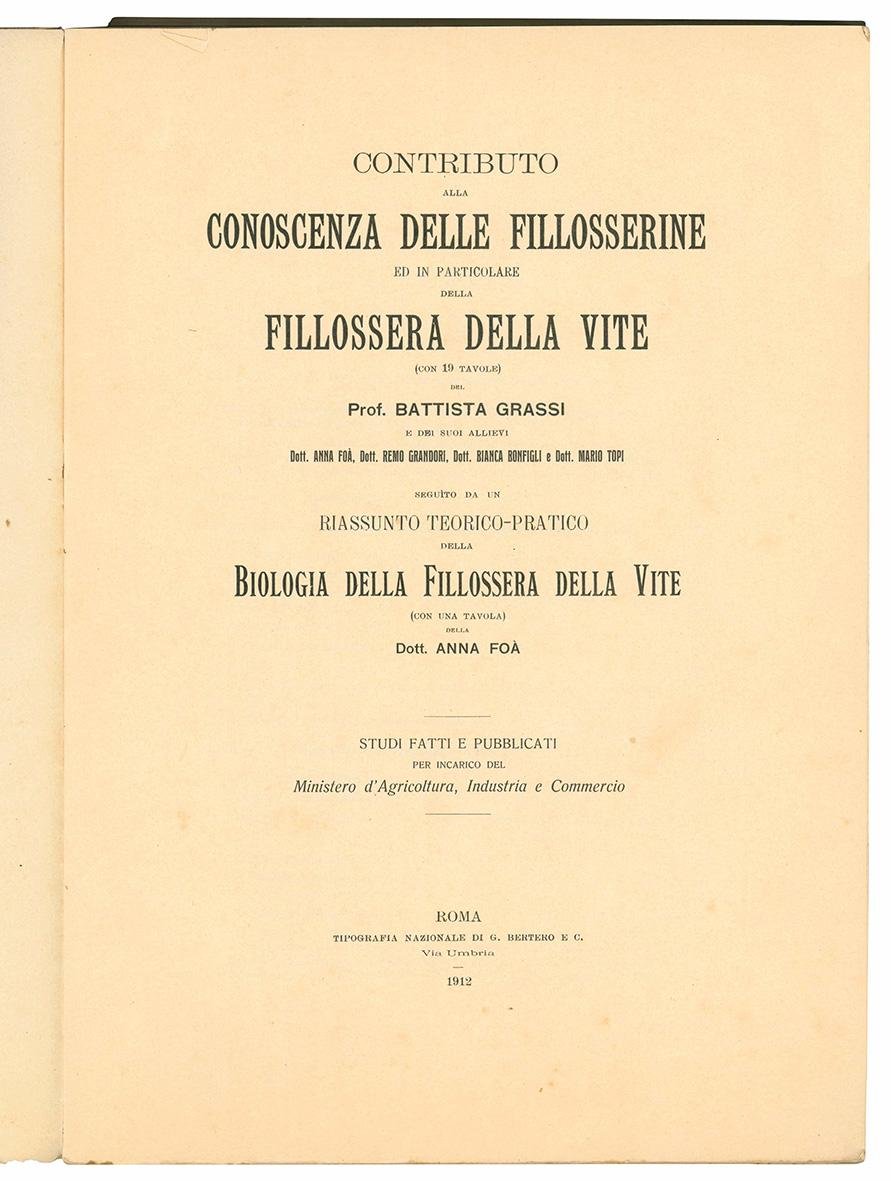 CONTRIBUTO
ALLA
CONOSCENZA DELLE FILLOSSERINE
ED IN PARTICOLARE
DELLA
FILLOSSERA DELLA VITE
(CON 19 TAVOLE)
DEL
Prof. BATTISTA GRASSI
E DEI SUOI ALLIEVI
Dott. ANNA FOÀ, Dott. REMO GRANDORI, Dott. BIANCA BONFIGLI e Dott. MARIO TOPI
SEGUÌTO DA UN
RIASSUNTO TEORICO-PRATICO
DELLA
BIOLOGIA DELLA FILLOSSERA DELLA VITE
(CON UNA TAVOLA)
DELLA
Dott. ANNA FOÀ
STUDI FATTI E PUBBLICATI
PER INCARICO DEL
Ministero d'Agricoltura, Industria e Commercio
ROMA
TIPOGRAFIA NAZIONALE DI G. BERTERO E C.
Via Umbria
1912